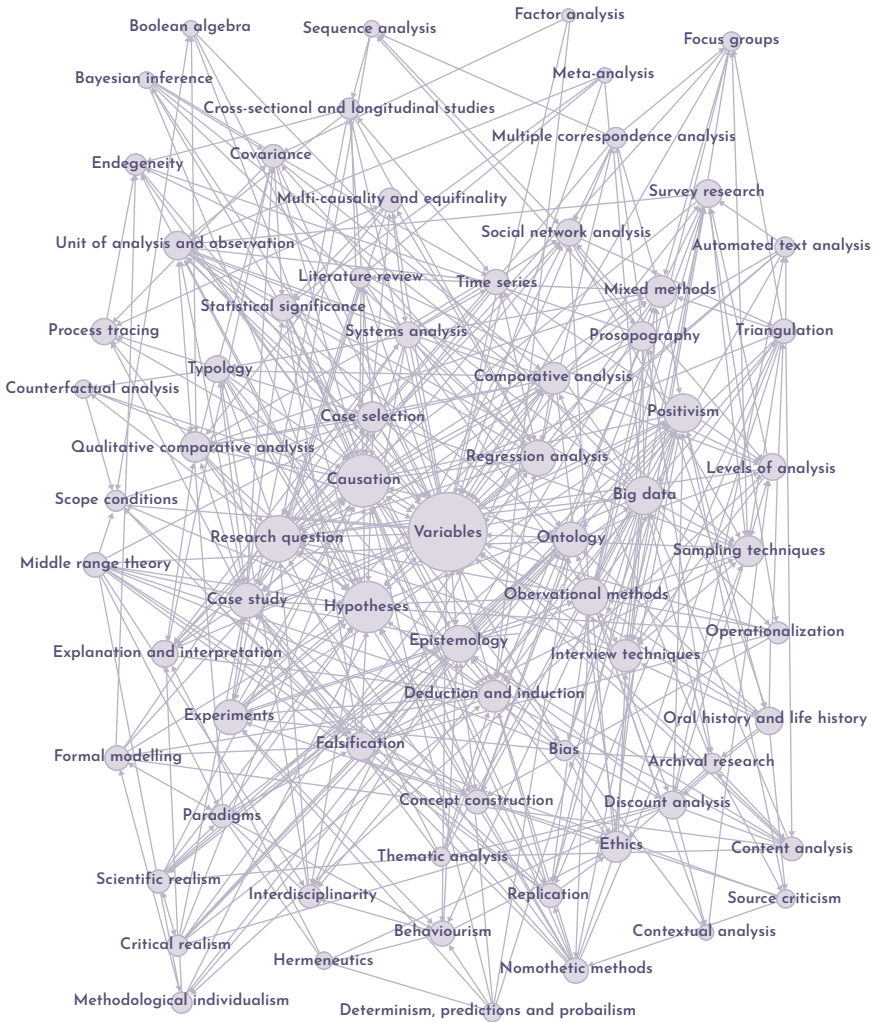 Factor analysis
Boolean algebra
Sequence analysis
Focus groups
Meta-analysis
Bayesian inference
Cross-sectional and longitudinal studies
Multiple correspondence analysis
Covariance
Endegeneity
Survey research
Multi-causality and equifinality
Social network analysis
Unit of analysis and observation
Automated text analysis
Literature review
Time series
Mixed methods
Statistical significance
Process tracing
Systems analysis
Prosopography
Triangulation
Typology
Comparative analysis
Counterfactual analysis
Positivism
Case selection
Qualitative comparative analysis
Regression analysis
Levels of analysis
Causation
Big data
Scope conditions
Variables
Research question
Ontology
Sampling techniques
Middle range theory
Obervational methods
Case study
Hypotheses
Operationalization
Epistemology
Explanation and interpretation
Interview techniques
Deduction and induction
Experiments
Oral history and life history
Falsification
Bias
Formal modelling
Archival research
Concept construction
Discount analysis
Paradigms
Ethics
Content analysis
Thematic analysis
Scientific realism
Interdisciplinarity
Replication
Source criticism
Behaviourism
Contextual analysis
Critical realism
Hermeneutics
Nomothetic methods
Methodological individualism
Determinism, predictions and probailism